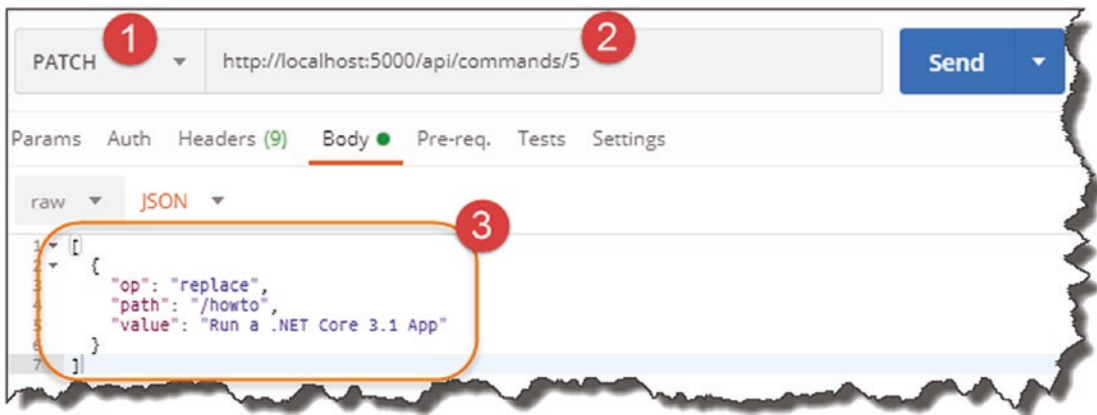 1
2
PATCH http://localhost:5000/api/commands/5 Send
Params Auth Headers (9) Body Pre-req. Tests Settings
raw JSON
3
1 [
2 {
3 "op": "replace",
4 "path": "/howto",
5 "value": "Run a .NET Core 3.1 App"
6 }
7 ]